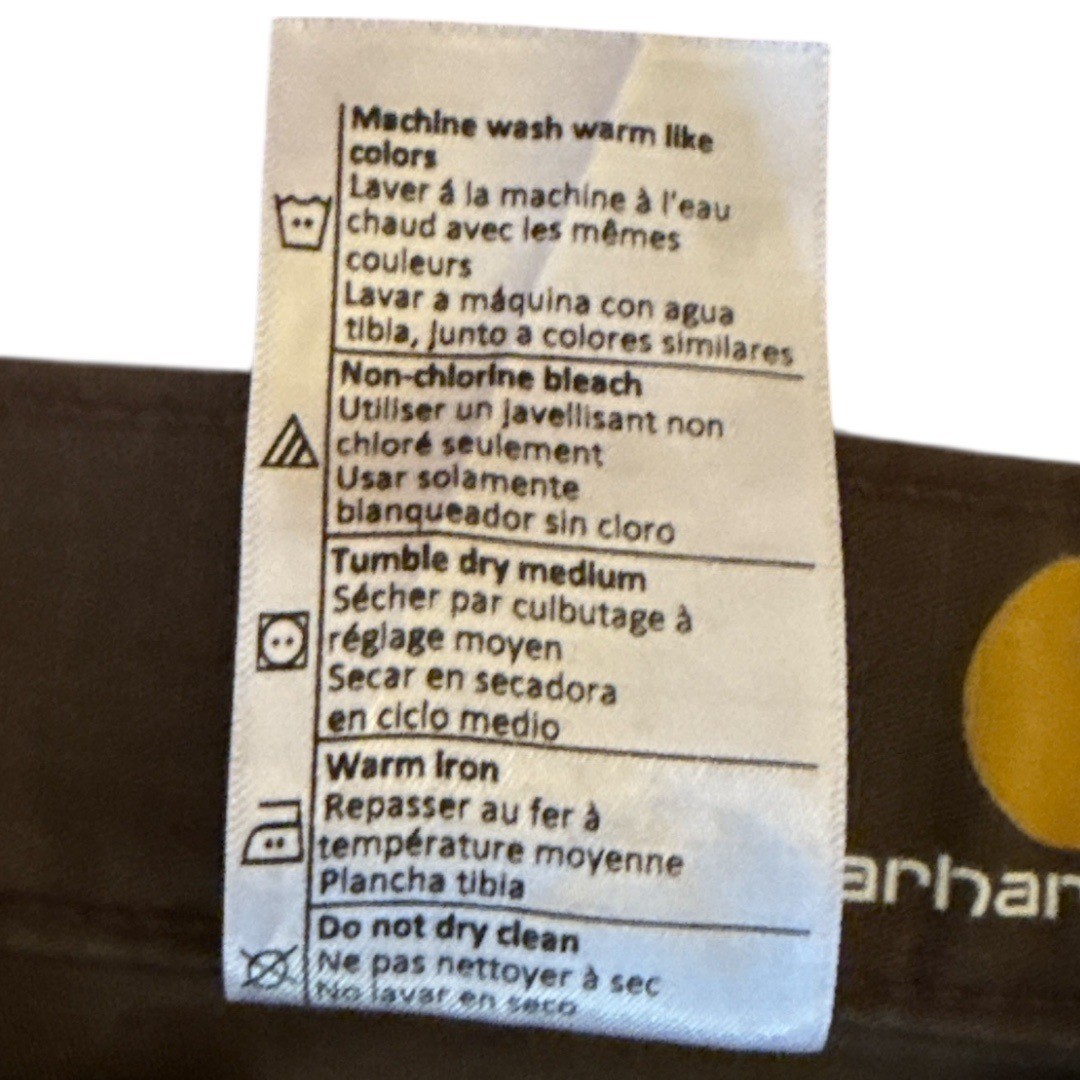 Machine wash warm like
colors
Laver á la machine à l'eau
chaud avec les mêmes
couleurs
Lavar a máquina con agua
tibia, junto a colores similares
Non-chlorine bleach
Utiliser un javellisant non
chloré seulement
Usar solamente
blanqueador sin cloro
Tumble dry medium
Sécher par culbutage à
réglage moyen
Secar en secadora
en ciclo medio
Warm iron
Repasser au fer à
température moyenne
Plancha tibia
Do not dry clean
Ne pas nettoyer à sec
No lavar en seco
arhar